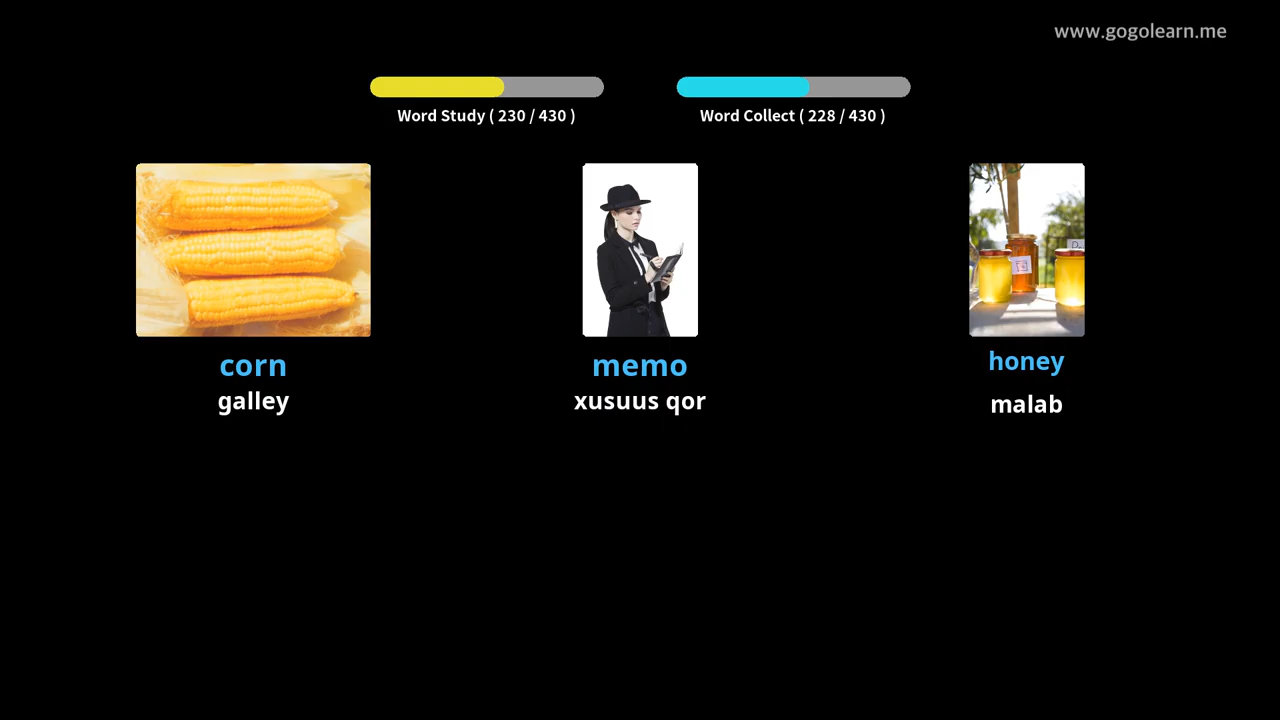 www.gogolearn.me
Word Study ( 230 / 430 )
Word Collect ( 228 / 430 )
corn
galley
memo
xusuus qor
honey
malab